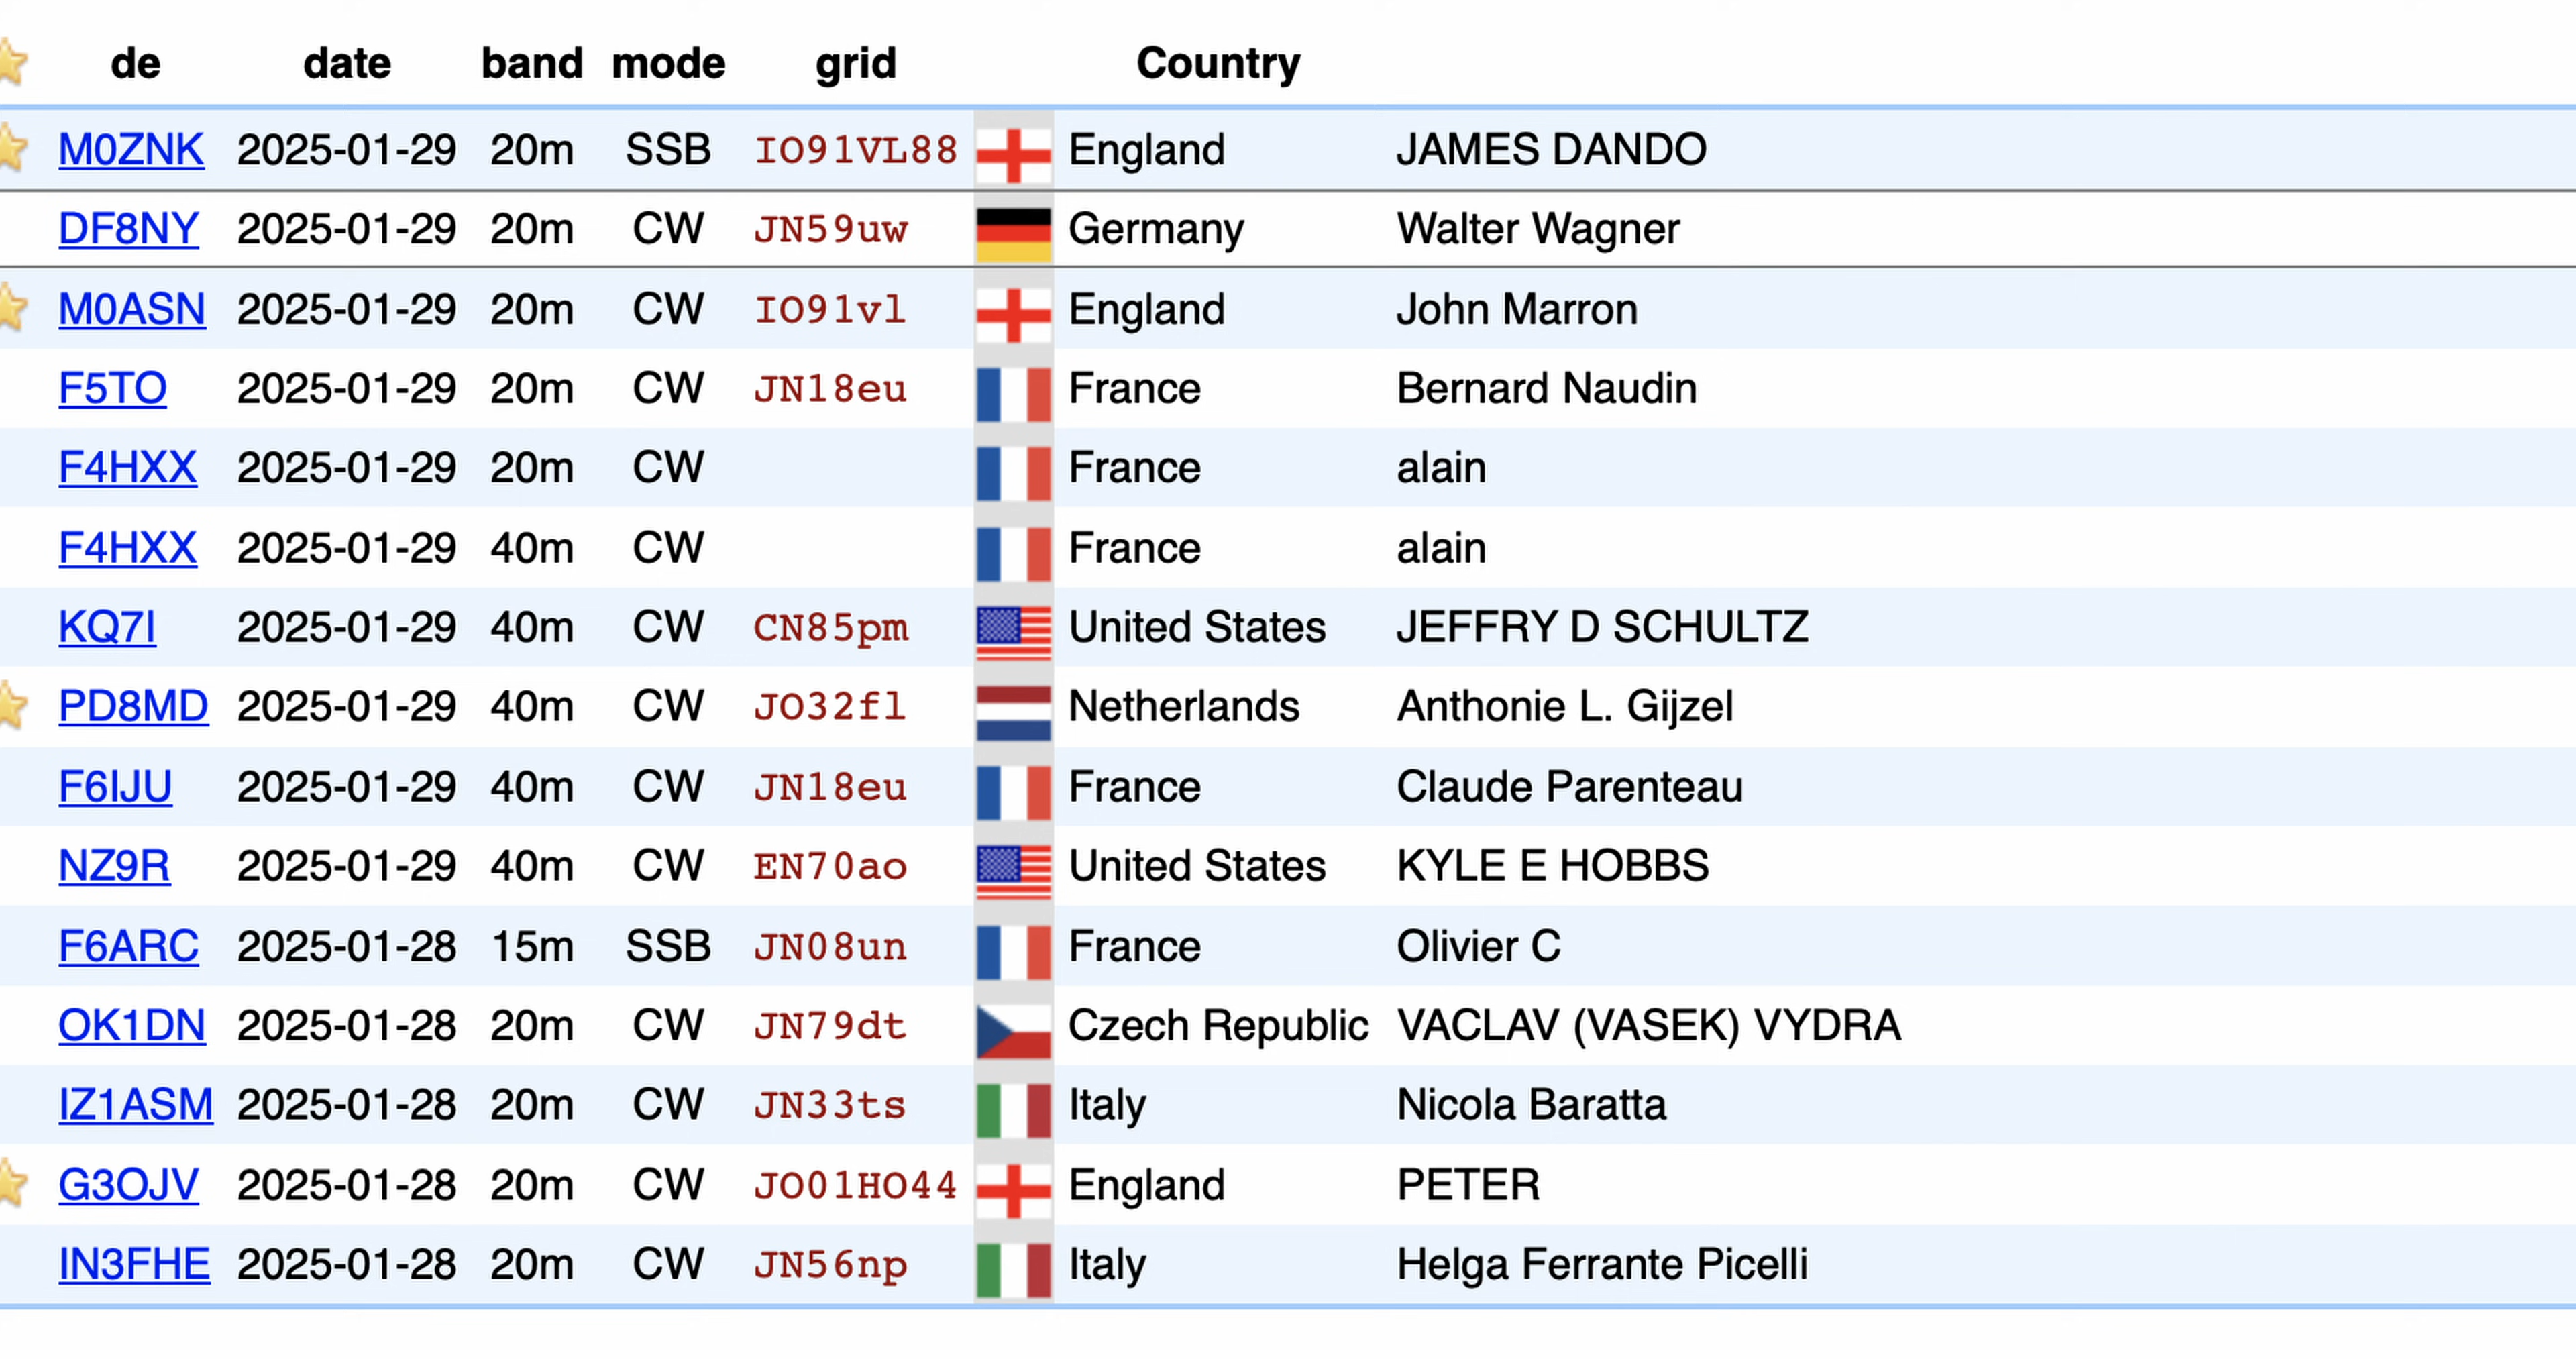 de date band mode grid Country
M0ZNK 2025-01-29 20m SSB IO91VL88 England JAMES DANDO
DF8NY 2025-01-29 20m CW JN59uw Germany Walter Wagner
M0ASN 2025-01-29 20m CW IO91vl England John Marron
F5TO 2025-01-29 20m CW JN18eu France Bernard Naudin
F4HXX 2025-01-29 20m CW France alain
F4HXX 2025-01-29 40m CW France alain
KQ7I 2025-01-29 40m CW CN85pm United States JEFFRY D SCHULTZ
PD8MD 2025-01-29 40m CW JO32fl Netherlands Anthonie L. Gijzel
F6IJU 2025-01-29 40m CW JN18eu France Claude Parenteau
NZ9R 2025-01-29 40m CW EN70ao United States KYLE E HOBBS
F6ARC 2025-01-28 15m SSB JN08un France Olivier C
OK1DN 2025-01-28 20m CW JN79dt Czech Republic VACLAV (VASEK) VYDRA
IZ1ASM 2025-01-28 20m CW JN33ts Italy Nicola Baratta
G3OJV 2025-01-28 20m CW JO01HO44 England PETER
IN3FHE 2025-01-28 20m CW JN56np Italy Helga Ferrante Picelli